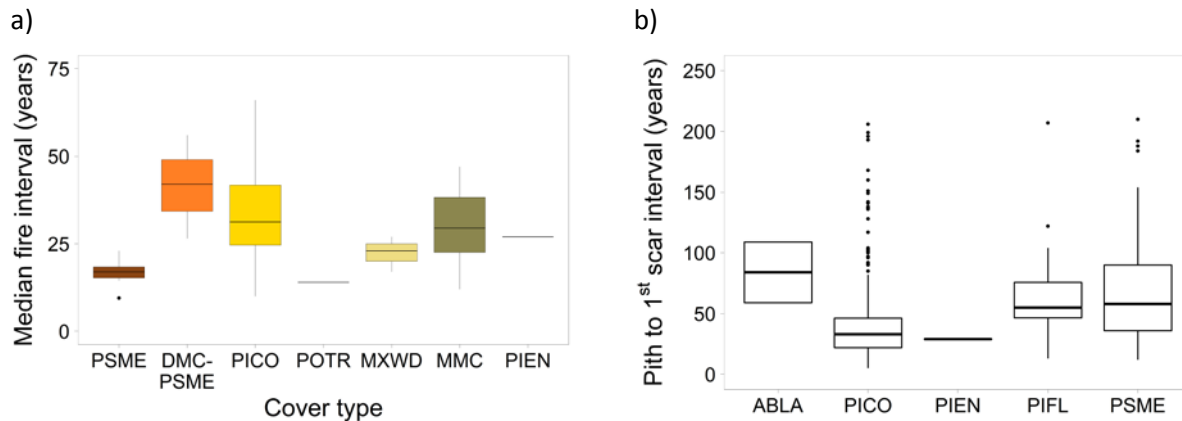 a)
Median fire interval (years)
75
50
25
0
PSME
DMC-
PSME
PICO
POTR
MXWD
MMC
PIEN
Cover type
b)
Pith to 1st scar interval (years)
250
200
150
100
50
0
ABLA
PICO
PIEN
PIFL
PSME